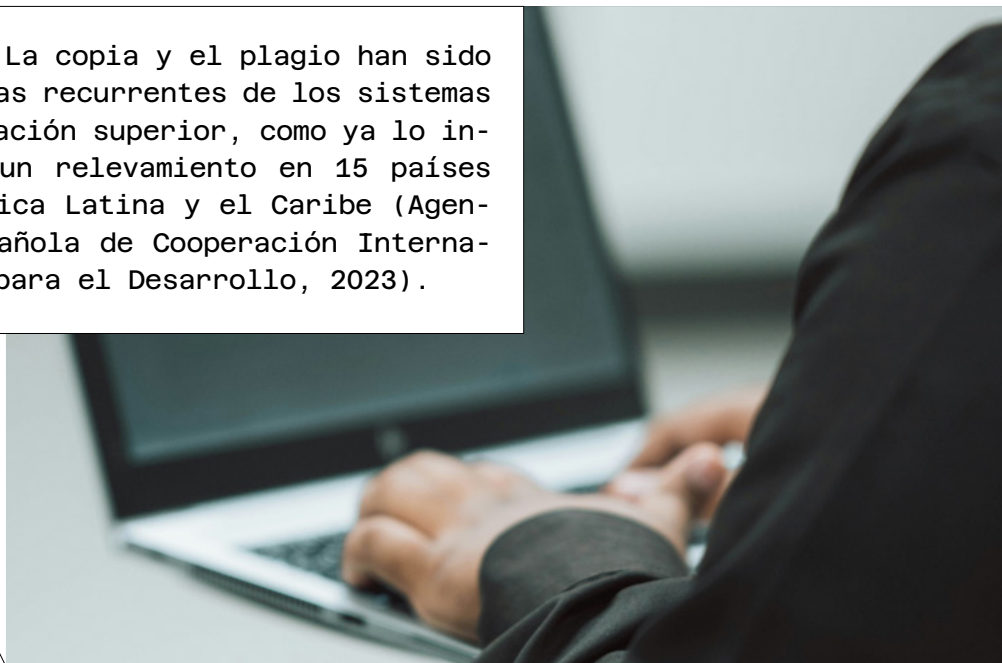 La copia y el plagio han sido
as recurrentes de los sistemas
ación superior, como ya lo in-
un relevamiento en 15 países
ica Latina y el Caribe (Agen-
añola de Cooperación Interna-
para el Desarrollo, 2023).